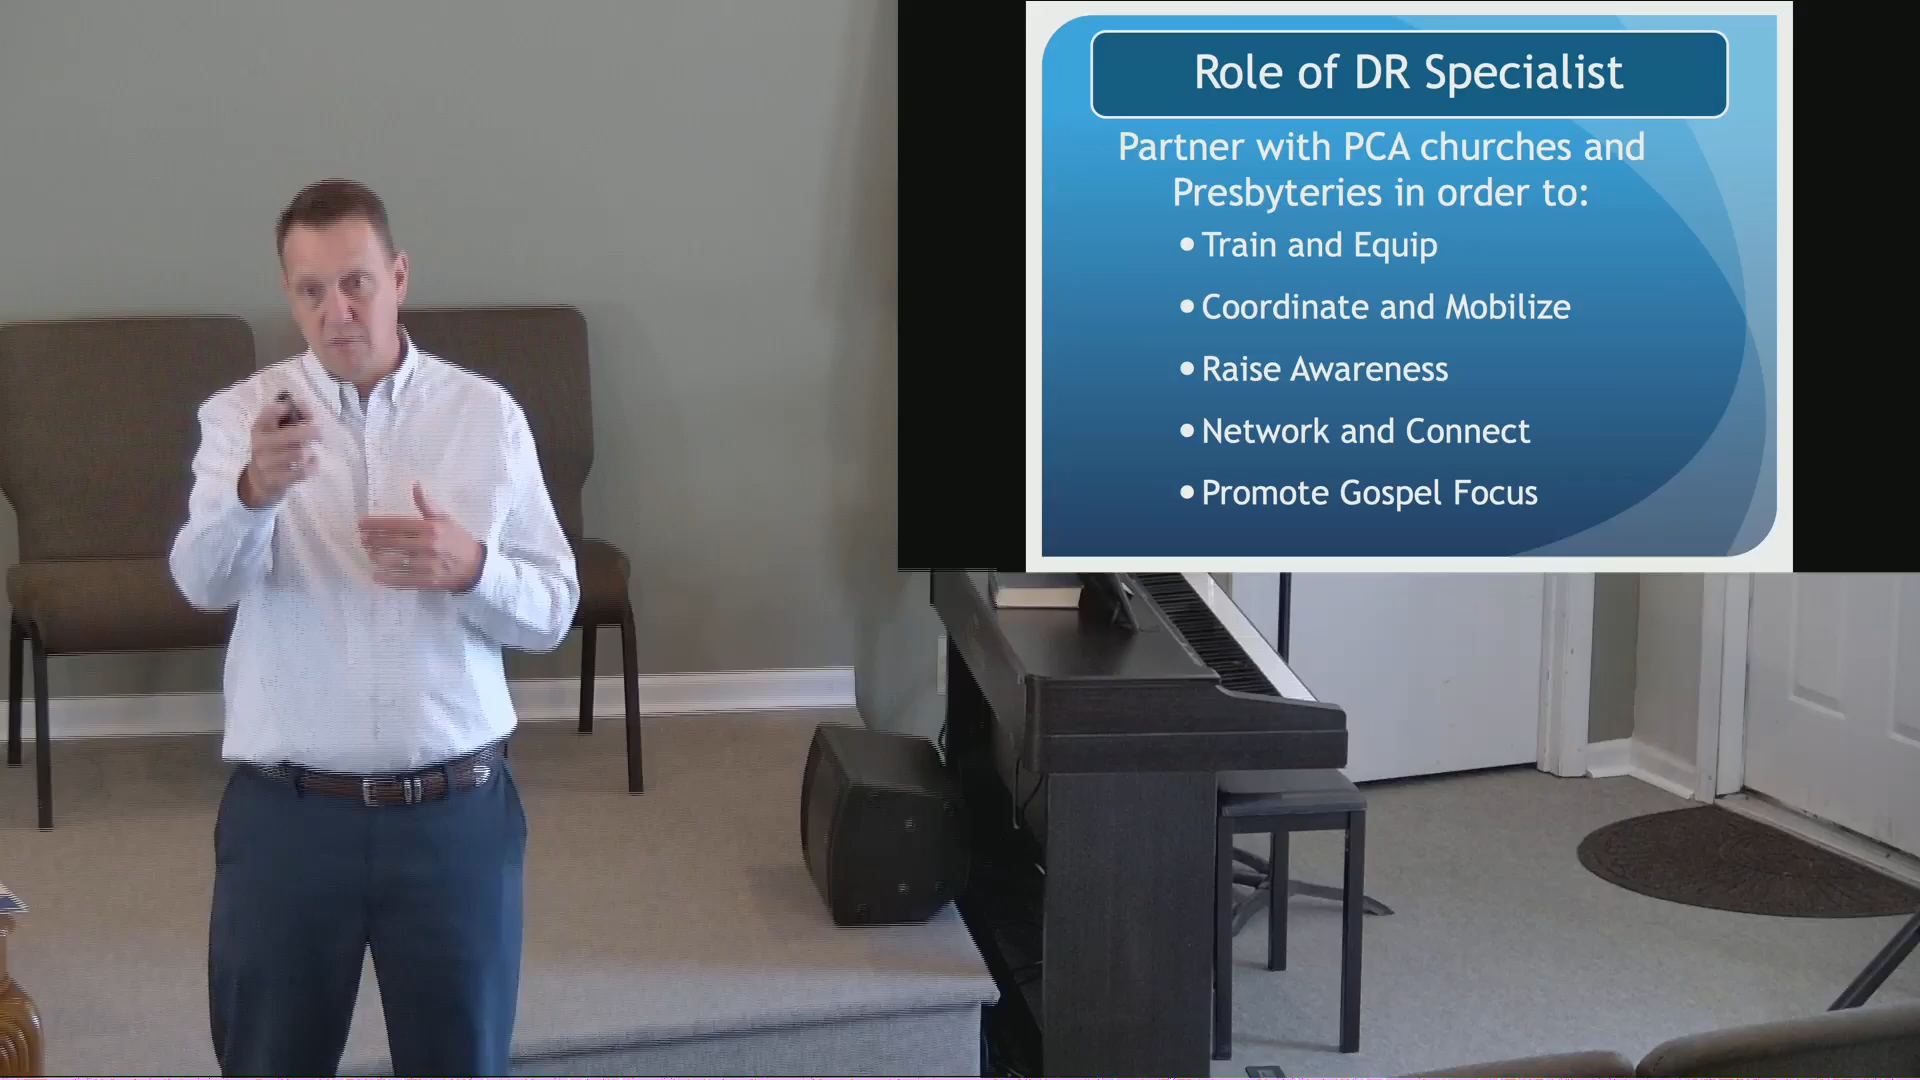 Role of DR Specialist
Partner with PCA churches and
Presbyteries in order to:
• Train and Equip
• Coordinate and Mobilize
• Raise Awareness
• Network and Connect
• Promote Gospel Focus